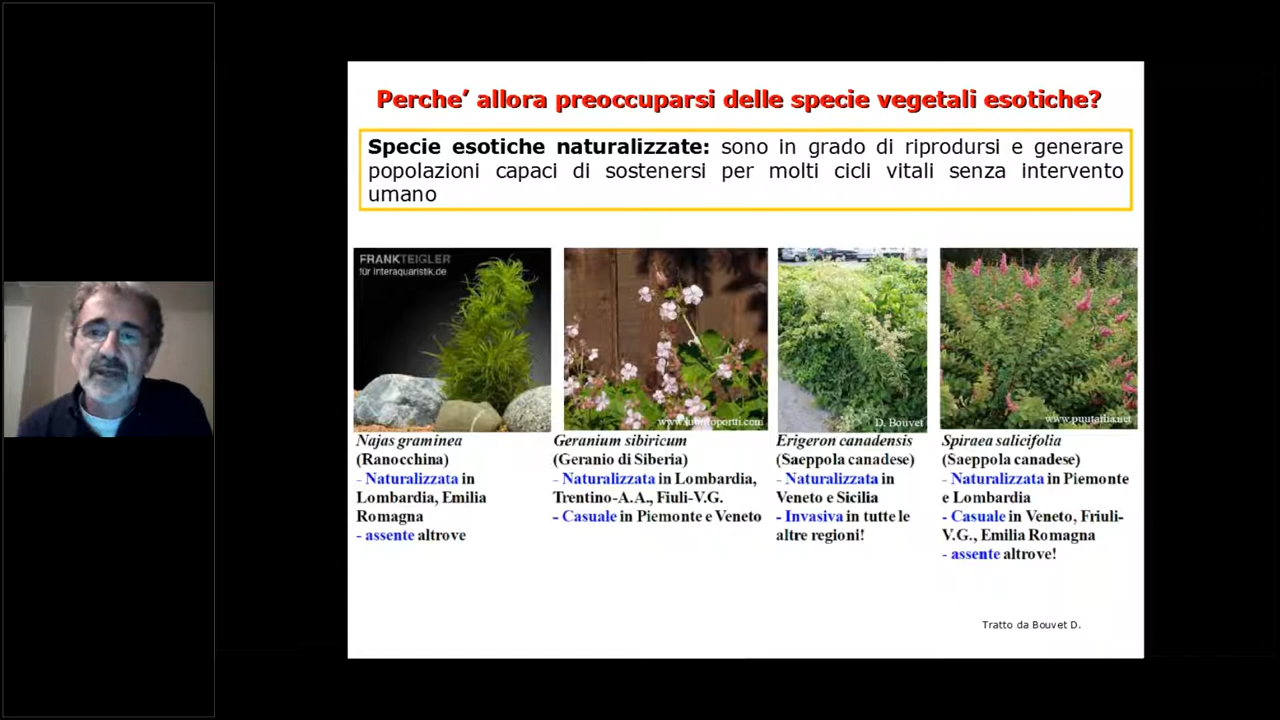 Perche’ allora preoccuparsi delle specie vegetali esotiche?
Specie esotiche naturalizzate: sono in grado di riprodursi e generare
popolazioni capaci di sostenersi per molti cicli vitali senza intervento
umano
FRANKTEIGLER
für interaquaristik.de
D. Bouvet
Najas graminea
(Ranocchina)
- Naturalizzata in
Lombardia, Emilia
Romagna
- assente altrove
Geranium sibiricum
(Geranio di Siberia)
- Naturalizzata in Lombardia,
Trentino-A.A., Fiuli-V.G.
- Casuale in Piemonte e Veneto
Erigeron canadensis
(Saeppola canadese)
- Naturalizzata in
Veneto e Sicilia
- Invasiva in tutte le
altre regioni!
Spiraea salicifolia
(Saeppola canadese)
- Naturalizzata in Piemonte
e Lombardia
- Casuale in Veneto, Friuli-
V.G., Emilia Romagna
- assente altrove!
Tratto da Bouvet D.